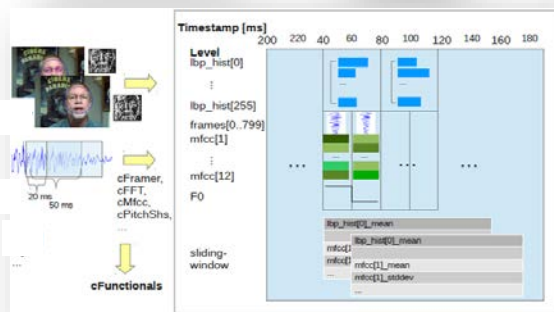 Timestamp [ms]
200 220 40 60 80 100 120 140 160 180
Level
lbp_hist[0]
⋮
lbp_hist[255]
frames[0..799]
mfcc[1]
⋮
mfcc[12]
F0
...
...
...
...
...
...
cFramer,
cFFT,
cMfcc,
cPitchShs,
...
20 ms
50 ms
...
cFunctionals
sliding-
window
lbp_hist[0]_mean
lbp_hist[0]_mean
mfcc[1]
mfcc[1]_mean
mfcc[1]_stddev
...
...